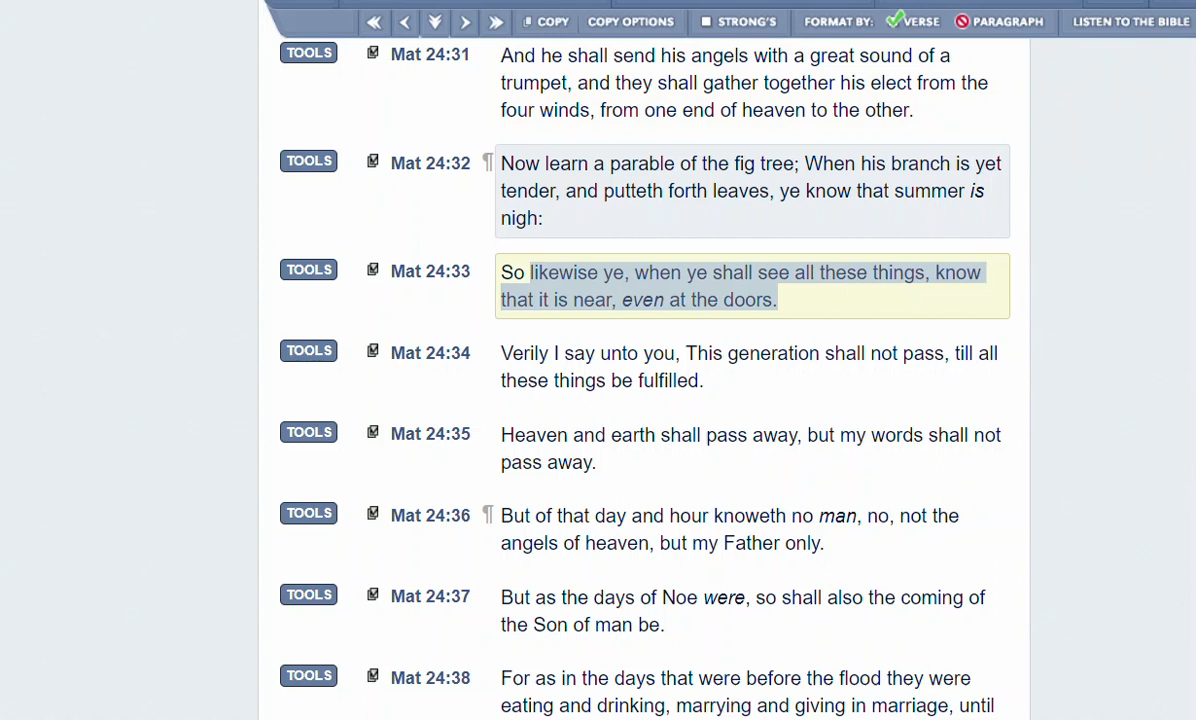 COPY COPY OPTIONS STRONG'S FORMAT BY: VERSE PARAGRAPH LISTEN TO THE BIBLE
TOOLS Mat 24:31 And he shall send his angels with a great sound of a
trumpet, and they shall gather together his elect from the
four winds, from one end of heaven to the other.
TOOLS Mat 24:32 ¶ Now learn a parable of the fig tree; When his branch is yet
tender, and putteth forth leaves, ye know that summer is
nigh:
TOOLS Mat 24:33 So likewise ye, when ye shall see all these things, know
that it is near, even at the doors.
TOOLS Mat 24:34 Verily I say unto you, This generation shall not pass, till all
these things be fulfilled.
TOOLS Mat 24:35 Heaven and earth shall pass away, but my words shall not
pass away.
TOOLS Mat 24:36 ¶ But of that day and hour knoweth no man, no, not the
angels of heaven, but my Father only.
TOOLS Mat 24:37 But as the days of Noe were, so shall also the coming of
the Son of man be.
TOOLS Mat 24:38 For as in the days that were before the flood they were
eating and drinking, marrying and giving in marriage, until